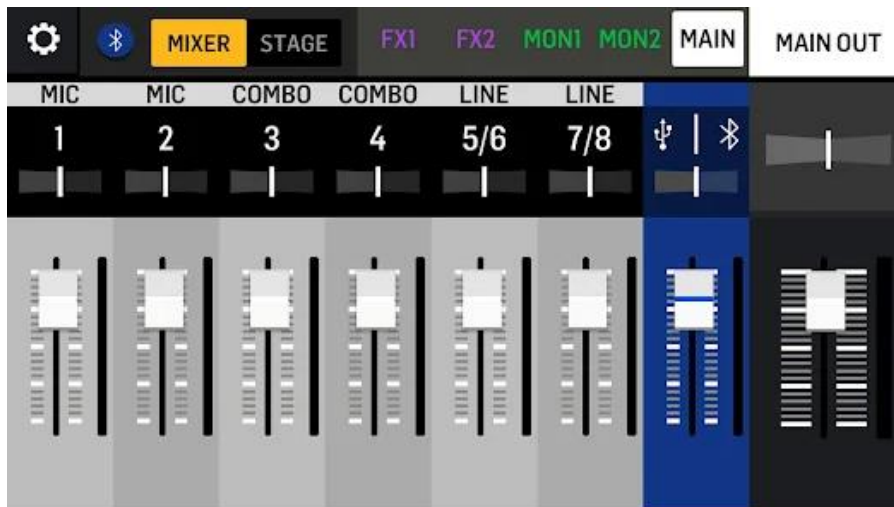 MIXER STAGE FX1 FX2 MON1 MON2 MAIN MAIN OUT
MIC MIC COMBO COMBO LINE LINE
1 2 3 4 5/6 7/8